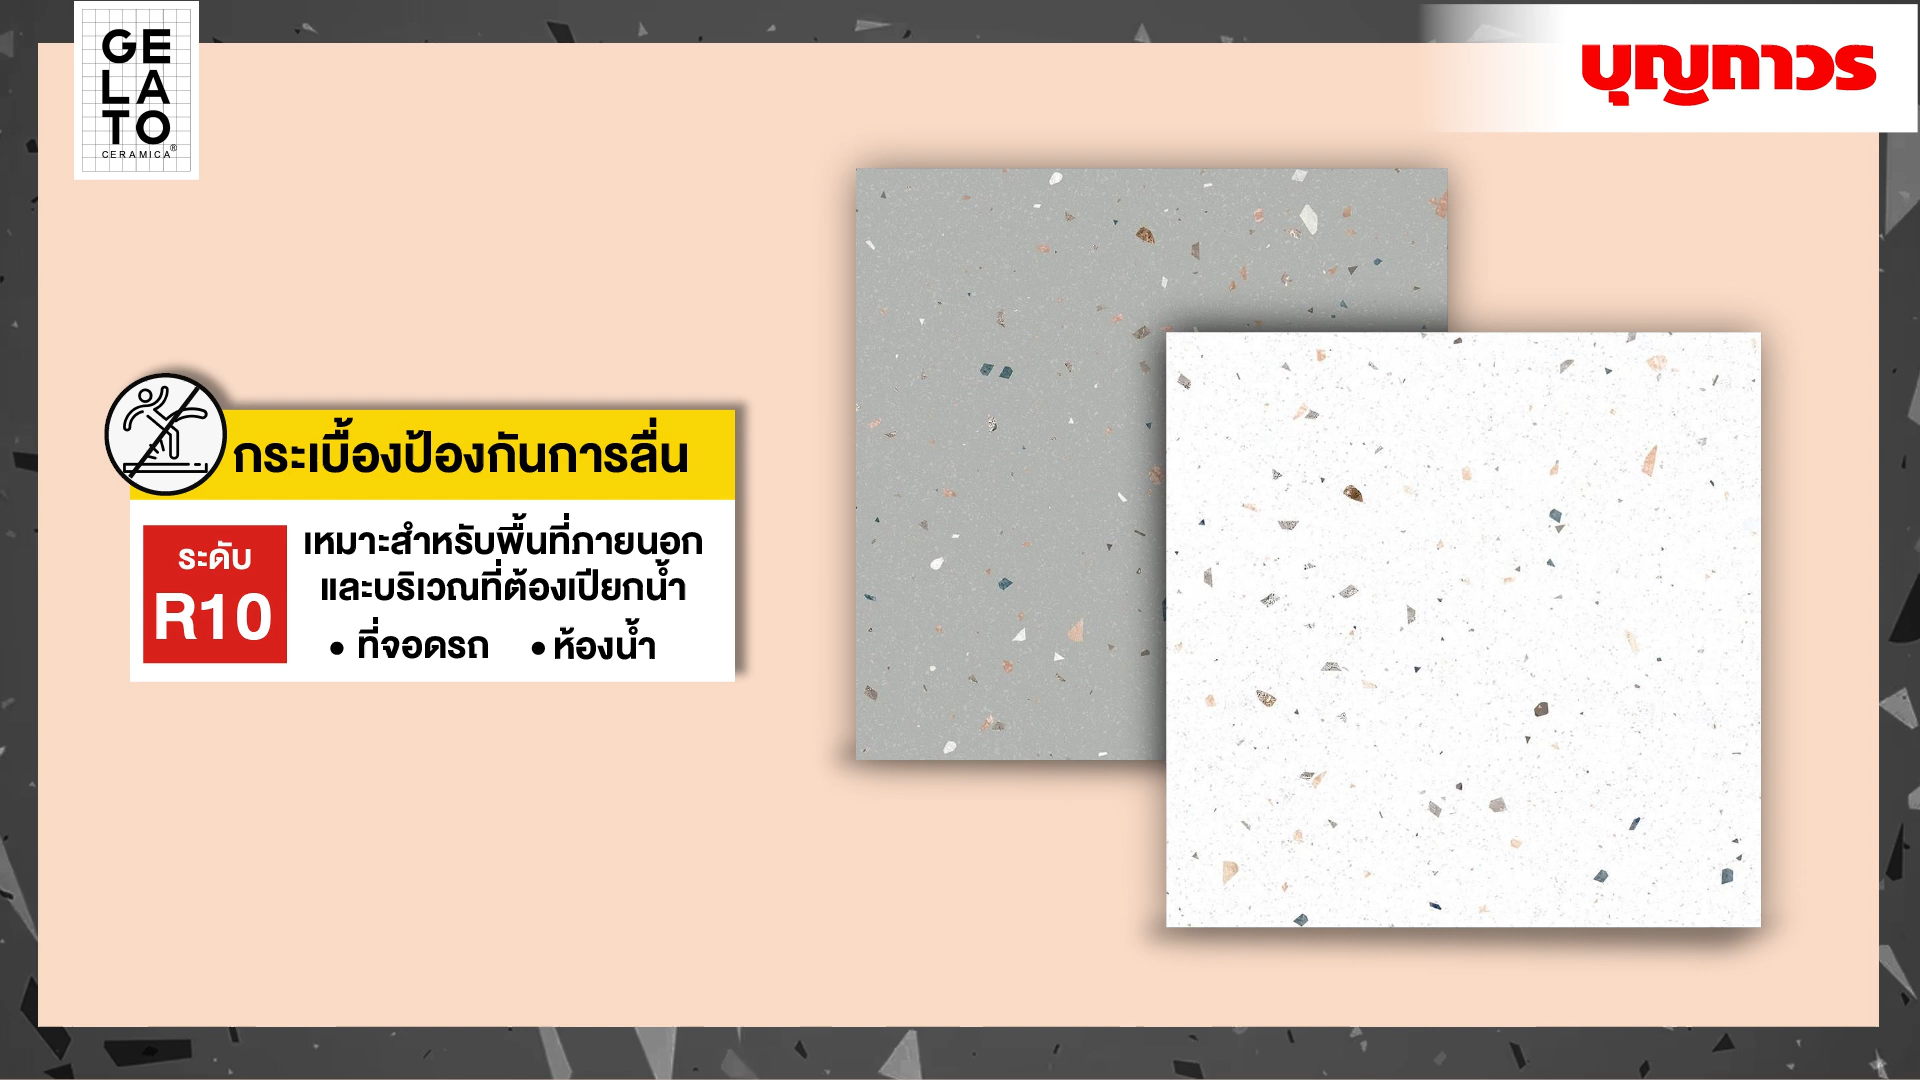 GE
LA
TO
CERAMICA®
บุญถาวร
กระเบื้องป้องกันการลื่น
ระดับ
R10
เหมาะสำหรับพื้นที่ภายนอก
และบริเวณที่ต้องเปียกน้ำ
• ที่จอดรถ • ห้องน้ำ